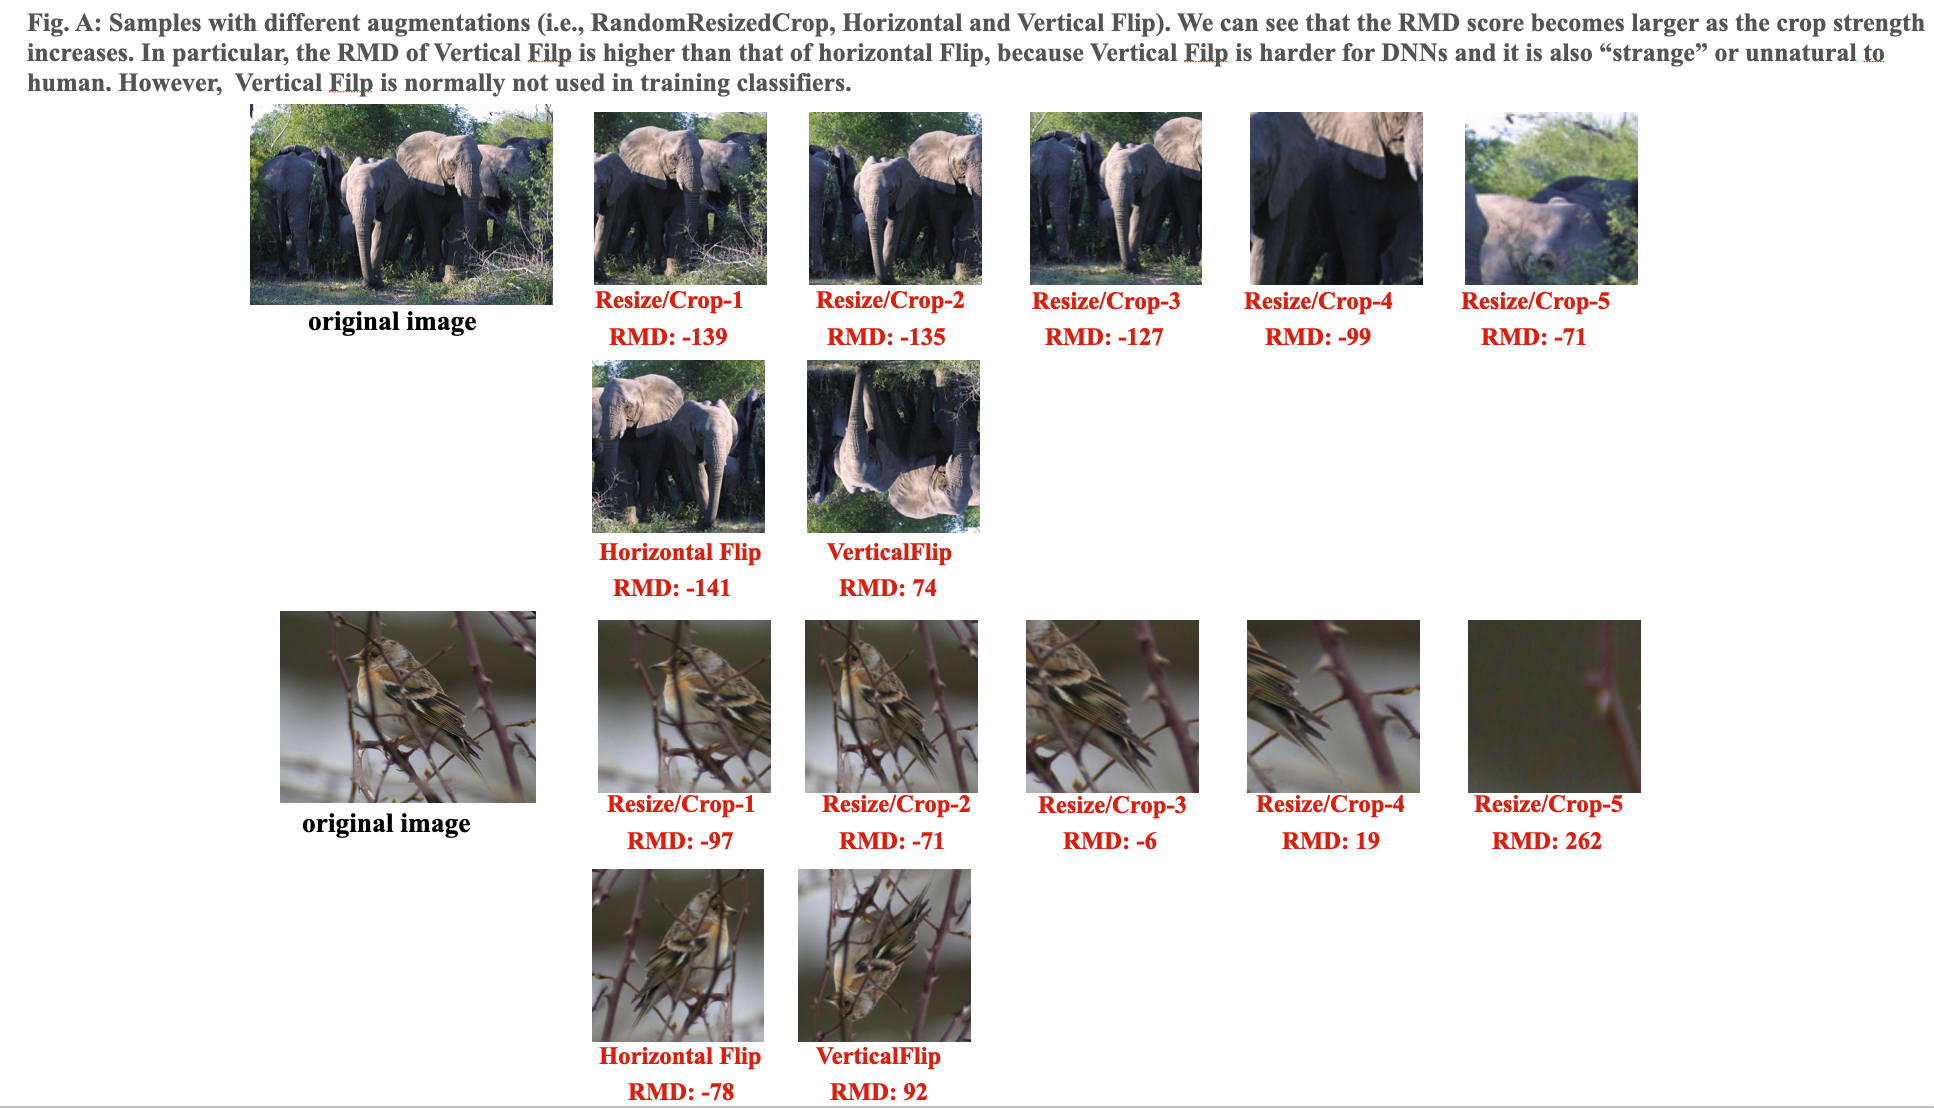 Fig. A: Samples with different augmentations (i.e., RandomResizedCrop, Horizontal and Vertical Flip). We can see that the RMD score becomes larger as the crop strength
increases. In particular, the RMD of Vertical Filp is higher than that of horizontal Flip, because Vertical Filp is harder for DNNs and it is also “strange” or unnatural to
human. However,  Vertical Filp is normally not used in training classifiers.
original image
Resize/Crop-1
Resize/Crop-2
Resize/Crop-3
Resize/Crop-4
Resize/Crop-5
RMD: -139
RMD: -135
RMD: -127
RMD: -99
RMD: -71
Horizontal Flip
VerticalFlip
RMD: -141
RMD: 74
original image
Resize/Crop-1
Resize/Crop-2
Resize/Crop-3
Resize/Crop-4
Resize/Crop-5
RMD: -97
RMD: -71
RMD: -6
RMD: 19
RMD: 262
Horizontal Flip
VerticalFlip
RMD: -78
RMD: 92